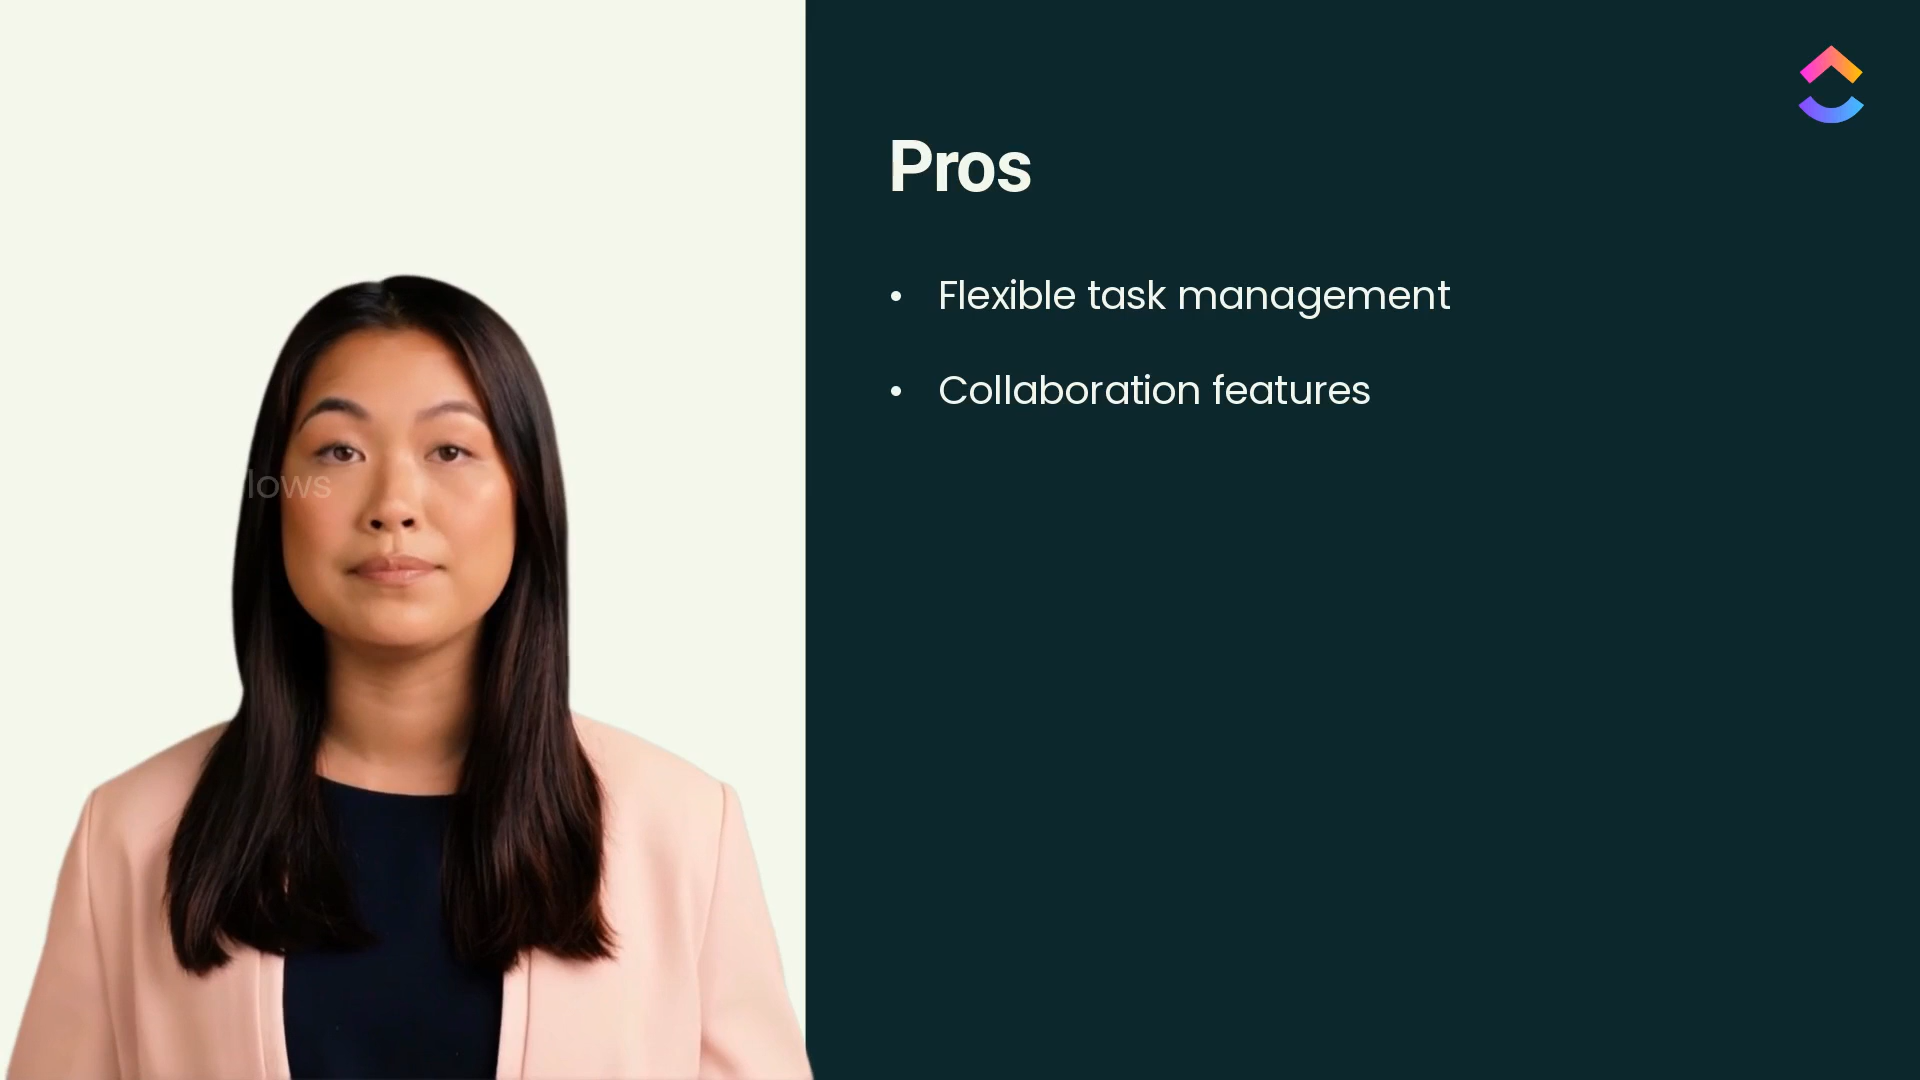 Pros
• Flexible task management
• Collaboration features
lows